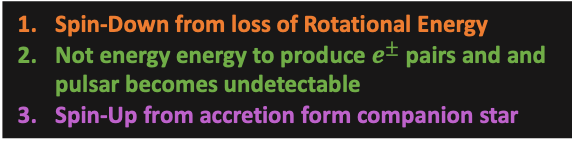 1. Spin-Down from loss of Rotational Energy
2. Not energy energy to produce e± pairs and and
pulsar becomes undetectable
3. Spin-Up from accretion form companion star